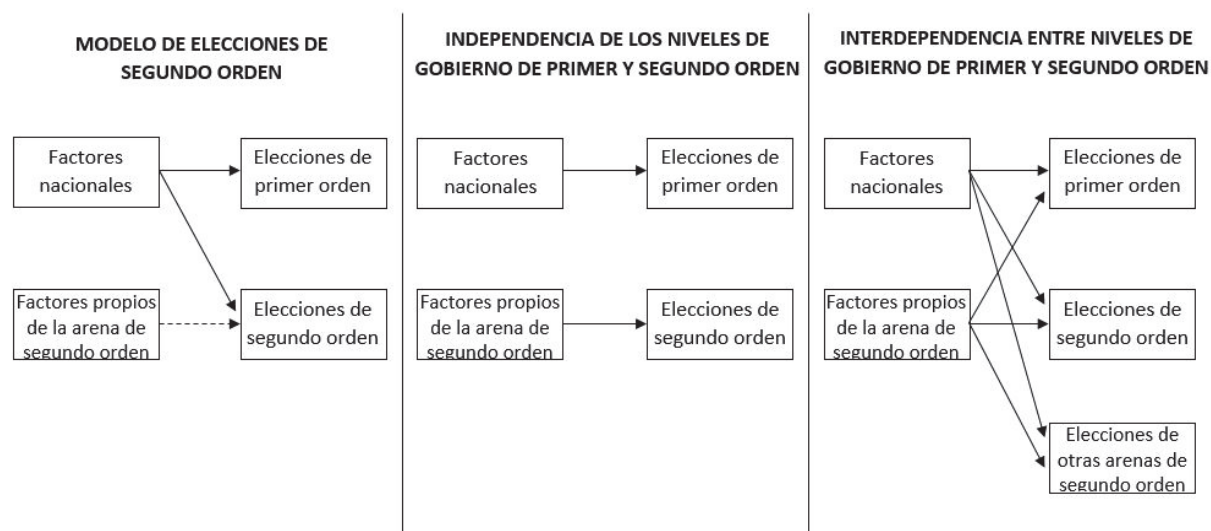 MODELO DE ELECCIONES DE
SEGUNDO ORDEN
Factores
nacionales
Elecciones de
primer orden
Factores propios
de la arena de
segundo orden
Elecciones de
segundo orden
INDEPENDENCIA DE LOS NIVELES DE
GOBIERNO DE PRIMER Y SEGUNDO ORDEN
Factores
nacionales
Elecciones de
primer orden
Factores propios
de la arena de
segundo orden
Elecciones de
segundo orden
INTERDEPENDENCIA ENTRE NIVELES DE
GOBIERNO DE PRIMER Y SEGUNDO ORDEN
Factores
nacionales
Elecciones de
primer orden
Factores propios
de la arena de
segundo orden
Elecciones de
segundo orden
Elecciones de
otras arenas de
segundo orden